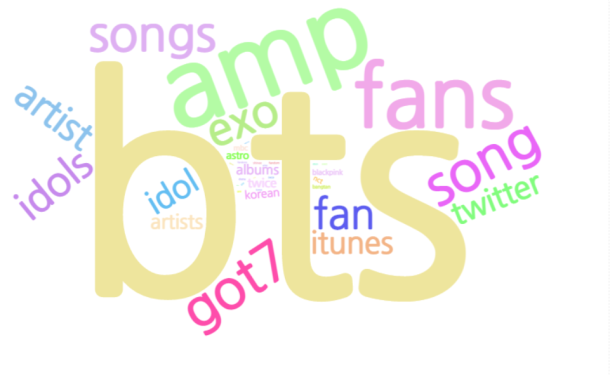 songs
amp
fans
artist
exo
bts
astro
albums
blackpink
song
idols
idol
twice
nct
korean
twitter
artists
fan
itunes
got7